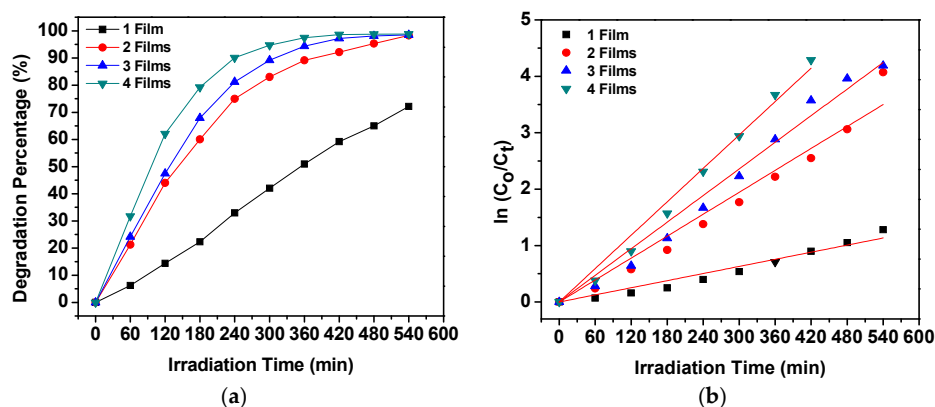 100
90
80
70
60
50
40
30
20
10
0
Degradation Percentage (%)
1 Film
2 Films
3 Films
4 Films
0 60 120 180 240 300 360 420 480 540 600
Irradiation Time (min)
(a)
5
4
3
2
1
0
ln (C₀/Cₜ)
1 Film
2 Films
3 Films
4 Films
0 60 120 180 240 300 360 420 480 540 600
Irradiation Time (min)
(b)